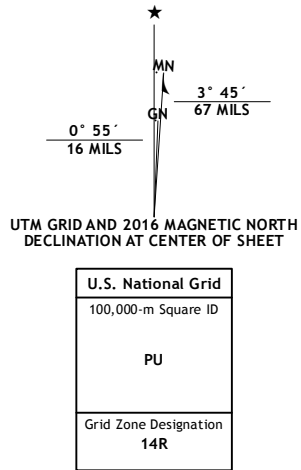 MN
GN
3° 45´
67 MILS
0° 55´
16 MILS
UTM GRID AND 2016 MAGNETIC NORTH
DECLINATION AT CENTER OF SHEET
U.S. National Grid
100,000-m Square ID
PU
Grid Zone Designation
14R